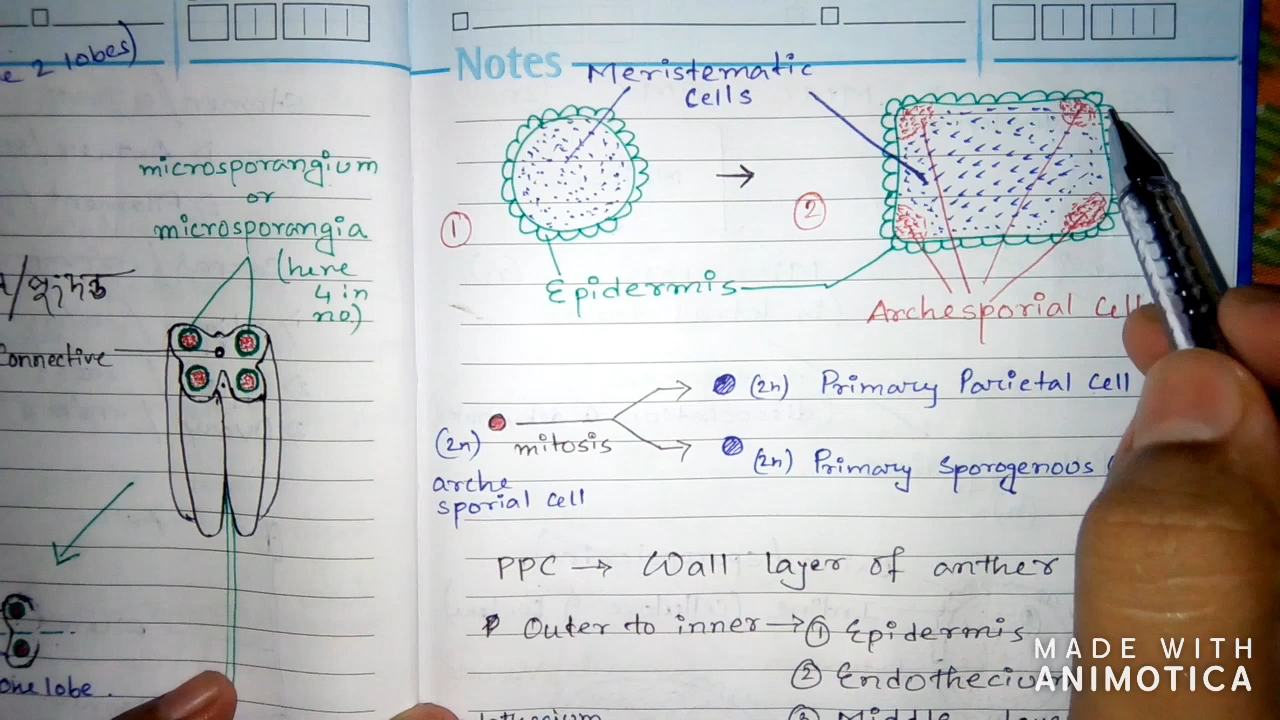 e 2 lobes)
microsporangium
or
microsporangia
(here
4 in
no.)
Connective
one lobe.
Notes
Meristematic
cells
①
→
②
Epidermis
Archesporial Cell
(2n)
mitosis
arche
sporial cell
(2n) Primary Parietal Cell
(2n) Primary Sporogenous
PPC → Wall layer of anther
Outer to inner → ① Epidermis
② Endothecium
③ Middle
MADE WITH
ANIMOTICA